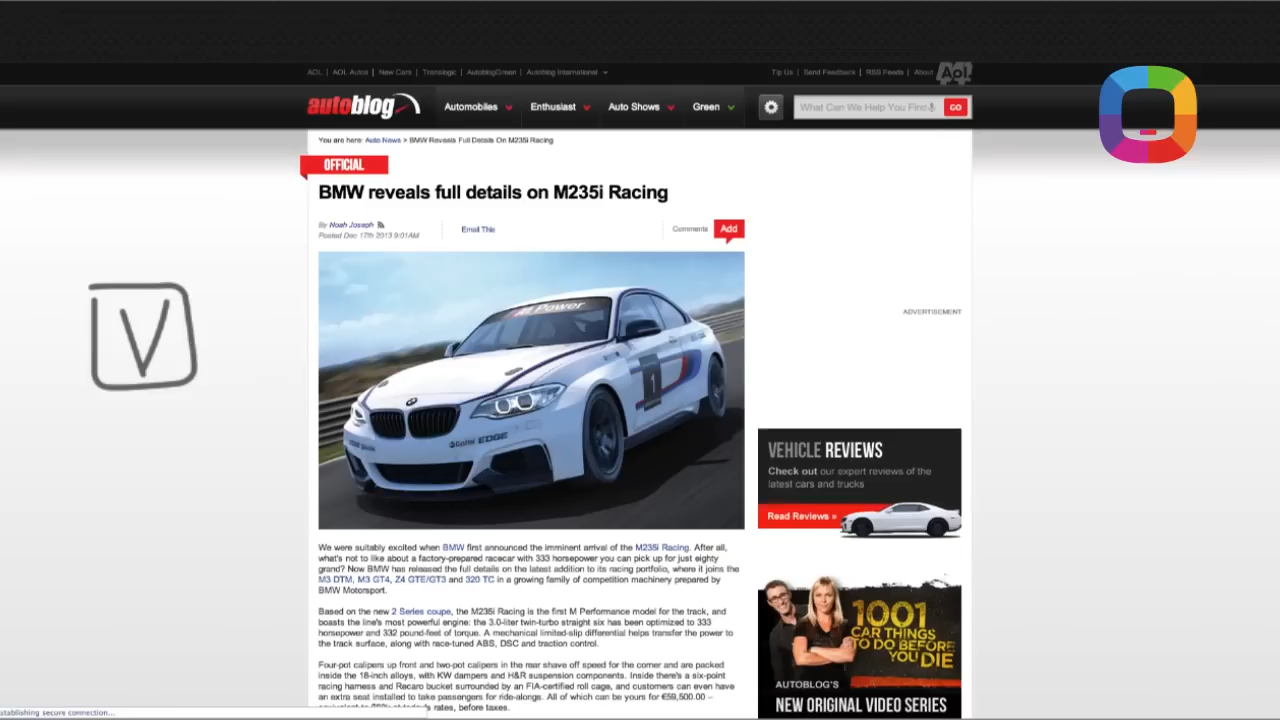 AOL | AOL Autos | New Cars | Translogic | AutoblogGreen | Autoblog International
Tip Us | Send Feedback | RSS Feeds | About Aol.
autoblog
Automobiles
Enthusiast
Auto Shows
Green
What Can We Help You Find
GO
You are here: Auto News > BMW Reveals Full Details On M235i Racing
OFFICIAL
BMW reveals full details on M235i Racing
By Noah Joseph
Posted Dec 17th 2013 9:01AM
Email This
Comments Add
ADVERTISEMENT
V
M Power
1
Castrol EDGE
We were suitably excited when BMW first announced the imminent arrival of the M235i Racing. After all,
what's not to like about a factory-prepared racecar with 333 horsepower you can pick up for just eighty
grand? Now BMW has released the full details on the latest addition to its racing portfolio, where it joins the
M3 DTM, M3 GT4, Z4 GTE/GT3 and 320 TC in a growing family of competition machinery prepared by
BMW Motorsport.
Based on the new 2 Series coupe, the M235i Racing is the first M Performance model for the track, and
boasts the line's most powerful engine: the 3.0-liter twin-turbo straight six has been optimized to 333
horsepower and 332 pound-feet of torque. A mechanical limited-slip differential helps transfer the power to
the track surface, along with race-tuned ABS, DSC and traction control.
Four-pot calipers up front and two-pot calipers in the rear shave off speed for the corner and are packed
inside the 18-inch alloys, with KW dampers and H&R suspension components. Inside there's a six-point
racing harness and Recaro bucket surrounded by an FIA-certified roll cage, and customers can even have
an extra seat installed to take passengers for ride-alongs. All of which can be yours for €59,500.00 –
rates, before taxes.
VEHICLE REVIEWS
Check out our expert reviews of the
latest cars and trucks
Read Reviews »
1001
CAR THINGS
TO DO BEFORE
YOU DIE
AUTOBLOG'S
NEW ORIGINAL VIDEO SERIES
stablishing secure connection...